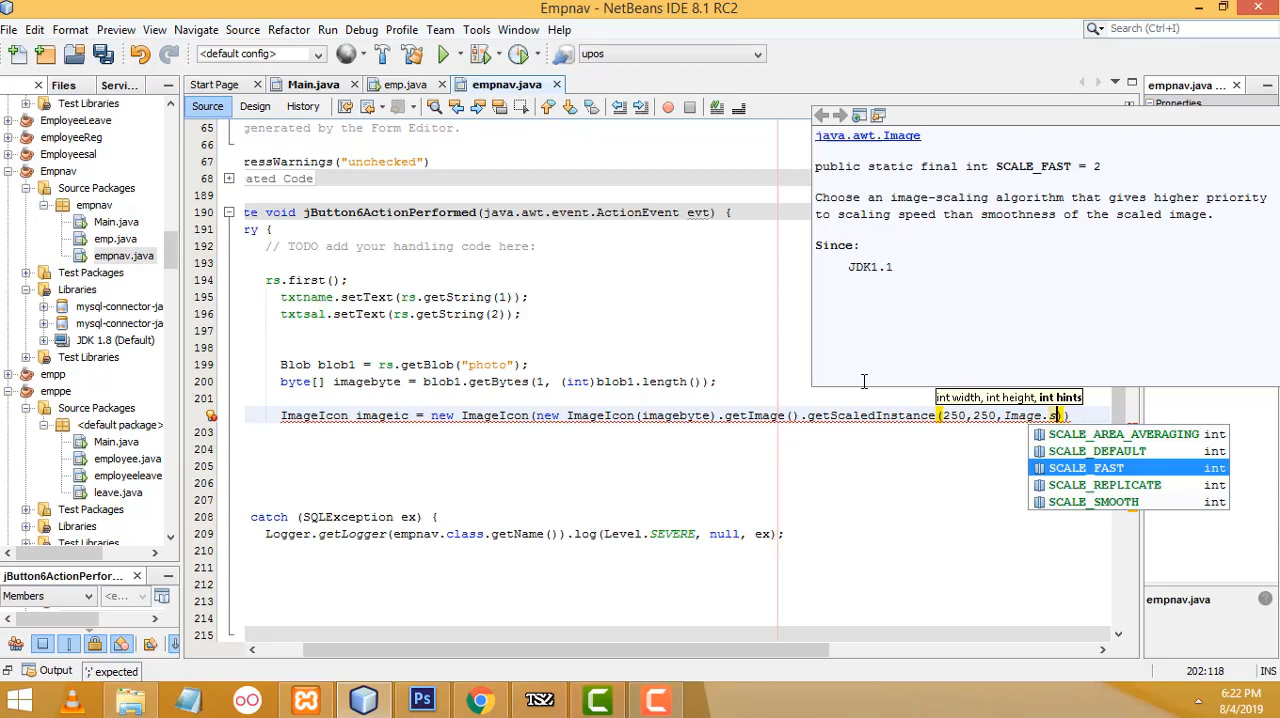 Empnav - NetBeans IDE 8.1 RC2
File Edit View Navigate Source Refactor Run Debug Profile Team Tools Window Help
Format Preview
Search (Ctrl+I)
<default config>
upos
Files Servi...
Start Page Main.java emp.java empnav.java
empnav.java ...
Source Design History
Properties
Test Libraries
EmployeeLeave
employeeReg
Employeesal
Empnav
Source Packages
empnav
Main.java
emp.java
empnav.java
Test Packages
Libraries
mysql-connector-ja
mysql-connector-ja
JDK 1.8 (Default)
Test Libraries
empp
emppe
Source Packages
<default package>
Main.java
employee.java
employeeleave
leave.java
Test Packages
Libraries
Test Libraries
65 generated by the Form Editor.
66
67 ressWarnings("unchecked")
68 ated Code
189
190 te void jButton6ActionPerformed(java.awt.event.ActionEvent evt) {
191 ry {
192 // TODO add your handling code here:
193
194 rs.first();
195 txtname.setText(rs.getString(1));
196 txtsal.setText(rs.getString(2));
197
198
199 Blob blob1 = rs.getBlob("photo");
200 byte[] imagebyte = blob1.getBytes(1, (int)blob1.length());
201
ImageIcon imageic = new ImageIcon(new ImageIcon(imagebyte).getImage().getScaledInstance(250,250,Image.s))
203
204
205
206
207
208 catch (SQLException ex) {
209 Logger.getLogger(empnav.class.getName()).log(Level.SEVERE, null, ex);
210
211
212
213
214
215
java.awt.Image
public static final int SCALE_FAST = 2
Choose an image-scaling algorithm that gives higher priority
to scaling speed than smoothness of the scaled image.
Since:
JDK1.1
int width, int height, int hints
SCALE_AREA_AVERAGING int
SCALE_DEFAULT int
SCALE_FAST int
SCALE_REPLICATE int
SCALE_SMOOTH int
empnav.java
jButton6ActionPerfor...
Members <e...
Output
';' expected
202:118
INS
Ps
TSZ
6:22 PM
8/4/2019